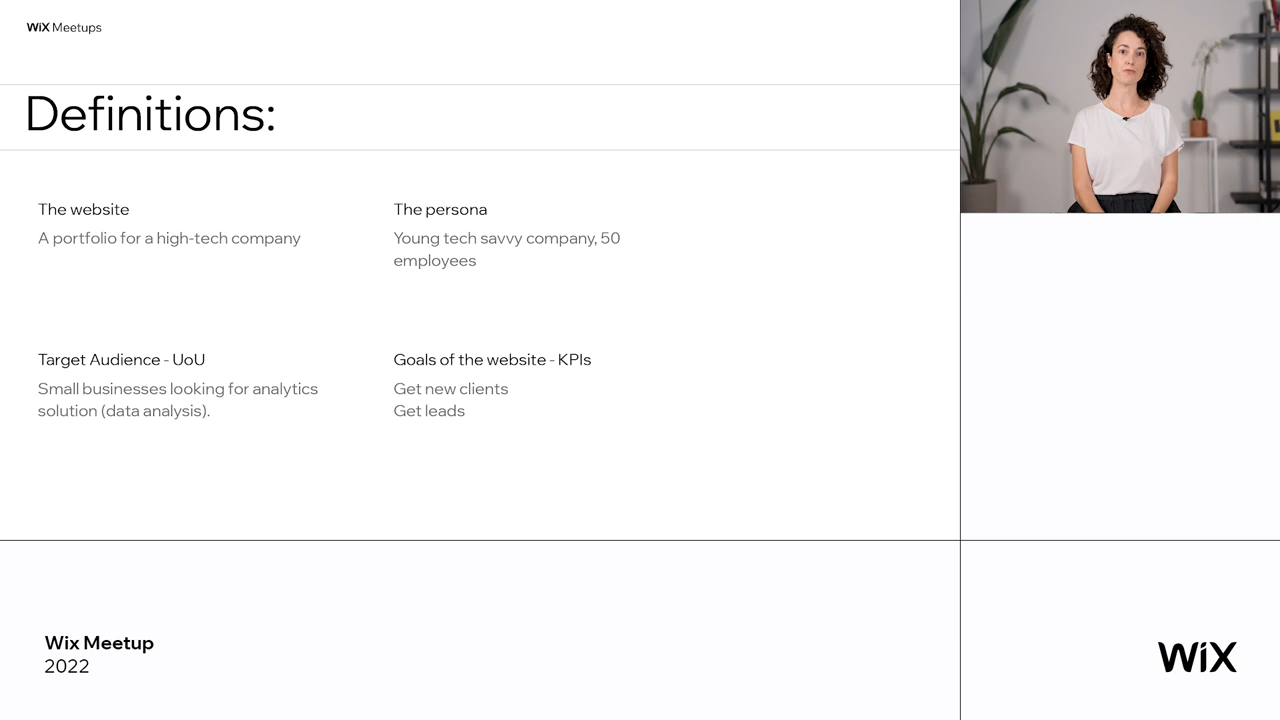 WiX Meetups
Definitions:
The website
A portfolio for a high-tech company
The persona
Young tech savvy company, 50
employees
Target Audience - UoU
Small businesses looking for analytics
solution (data analysis).
Goals of the website - KPIs
Get new clients
Get leads
Wix Meetup
2022
WiX